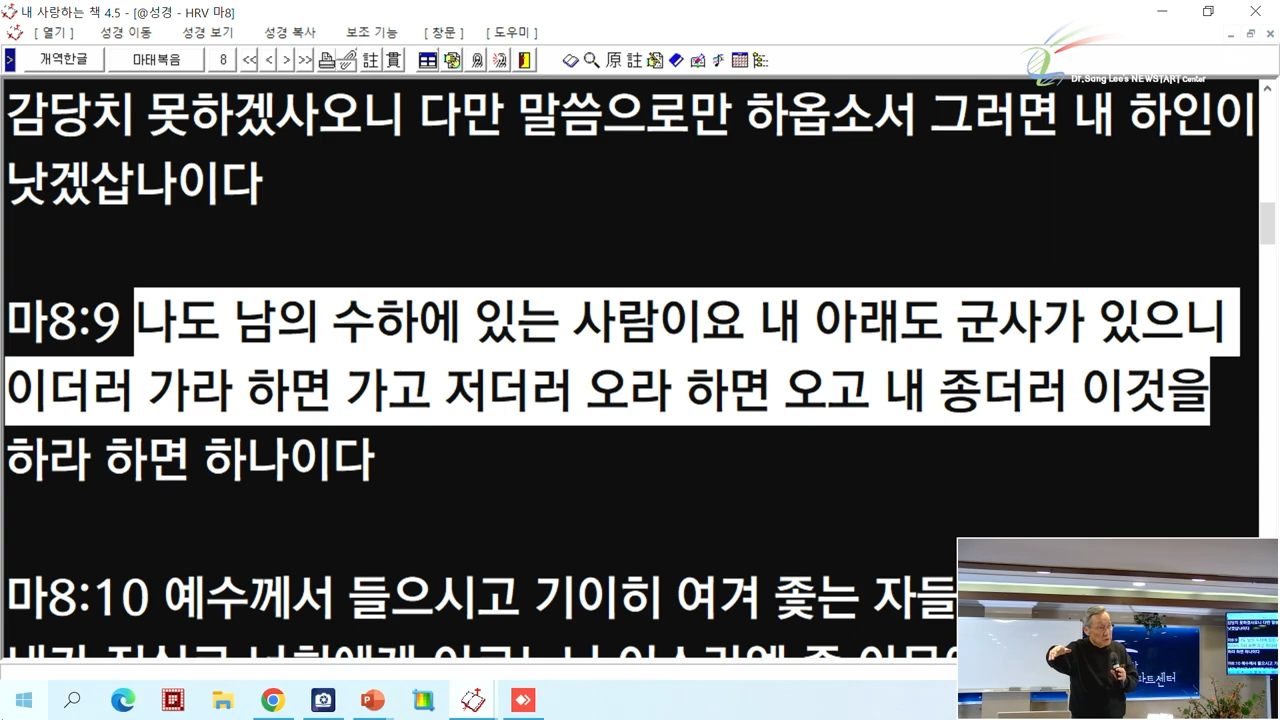 내 사랑하는 책 4.5 - [@성경 - HRV 마8]
[ 열기 ] 성경 이동 성경 보기 성경 복사 보조 기능 [ 창문 ] [ 도우미 ]
> 개역한글 마태복음 8 << < > >> 註 貫 原 註
Dr.Sang Lee's NEWSTART Center
감당치 못하겠사오니 다만 말씀으로만 하옵소서 그러면 내 하인이
낫겠삽나이다
마8:9 나도 남의 수하에 있는 사람이요 내 아래도 군사가 있으니
이더러 가라 하면 가고 저더러 오라 하면 오고 내 종더러 이것을
하라 하면 하나이다
마8:10 예수께서 들으시고 기이히 여겨 좇는 자들